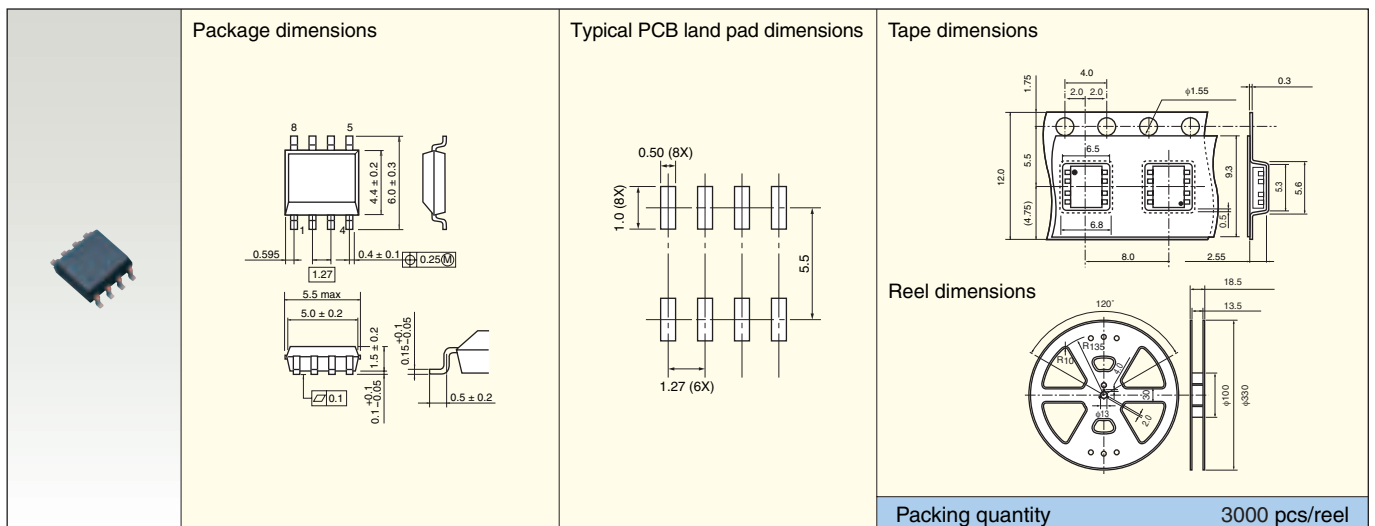 Package dimensions
8
5
1
4
4.4 ± 0.2
6.0 ± 0.3
0.595
0.4 ± 0.1
0.25 Ⓜ
1.27
5.5 max
5.0 ± 0.2
1.5 ± 0.2
0.1
+0.1
0.1 -0.05
+0.1
0.15 -0.05
0.5 ± 0.2
Typical PCB land pad dimensions
0.50 (8X)
1.0 (8X)
5.5
1.27 (6X)
Tape dimensions
4.0
2.0
2.0
φ1.55
0.3
1.75
12.0
5.5
(4.75)
6.5
6.8
9.3
0.5
5.3
5.6
8.0
2.55
Reel dimensions
120°
R135
R10
4.0
30
φ13
2.0
18.5
13.5
φ100
φ330
Packing quantity 3000 pcs/reel